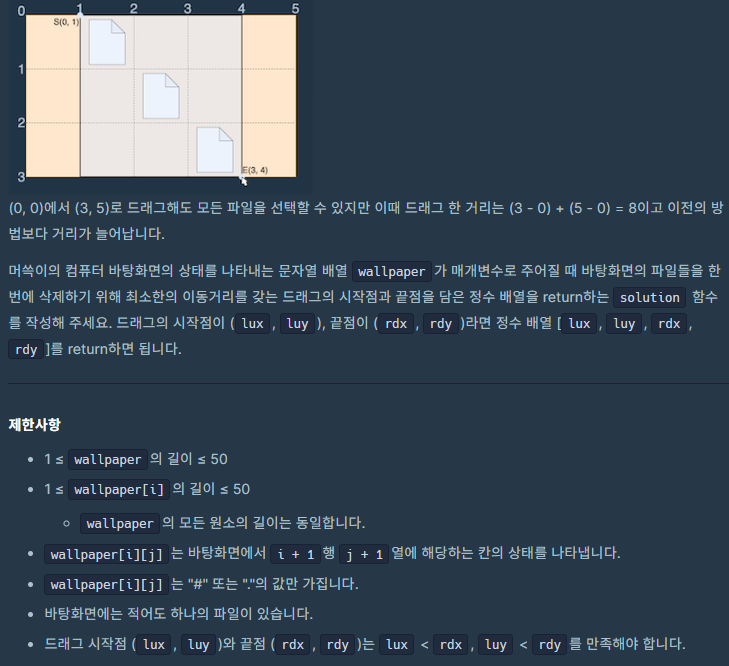 0 1 2 3 4 5
S(0, 1)
1
2
E(3, 4)
3
(0, 0)에서 (3, 5)로 드래그해도 모든 파일을 선택할 수 있지만 이때 드래그 한 거리는 (3 - 0) + (5 - 0) = 8이고 이전의 방
법보다 거리가 늘어납니다.
머쓱이의 컴퓨터 바탕화면의 상태를 나타내는 문자열 배열 wallpaper 가 매개변수로 주어질 때 바탕화면의 파일들을 한
번에 삭제하기 위해 최소한의 이동거리를 갖는 드래그의 시작점과 끝점을 담은 정수 배열을 return하는 solution 함수
를 작성해 주세요. 드래그의 시작점이 ( lux , luy ), 끝점이 ( rdx , rdy )라면 정수 배열 [ lux , luy , rdx ,
rdy ]를 return하면 됩니다.
제한사항
• 1 ≤ wallpaper 의 길이 ≤ 50
• 1 ≤ wallpaper[i] 의 길이 ≤ 50
◦ wallpaper 의 모든 원소의 길이는 동일합니다.
• wallpaper[i][j] 는 바탕화면에서 i + 1 행 j + 1 열에 해당하는 칸의 상태를 나타냅니다.
• wallpaper[i][j] 는 "#" 또는 "."의 값만 가집니다.
• 바탕화면에는 적어도 하나의 파일이 있습니다.
• 드래그 시작점 ( lux , luy )와 끝점 ( rdx , rdy )는 lux < rdx , luy < rdy 를 만족해야 합니다.